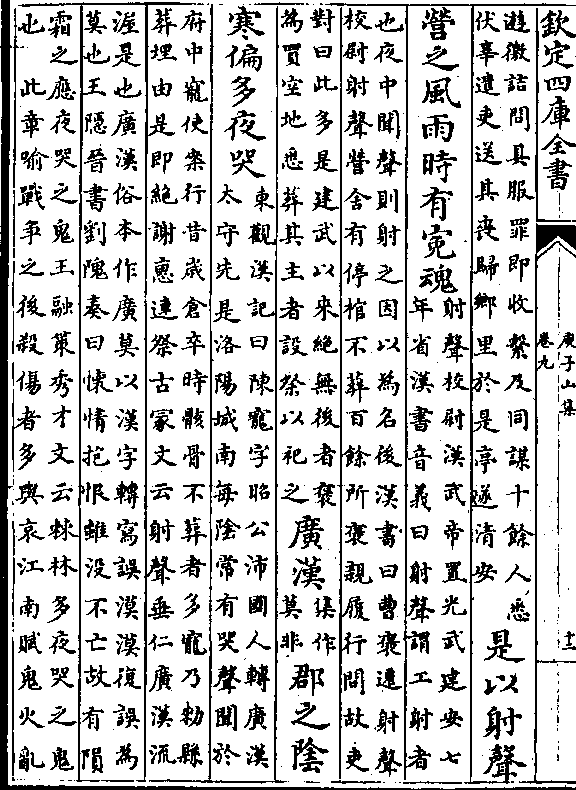 欽定四庫全書
庾子山集
卷九
遊徼詰問具服罪即收繫及同謀十餘人悉
伏辜遣吏送其喪歸鄉里於是亭遂清安
是以射聲
營之風雨時有寃魂
射聲校尉漢武帝置光武建安七
年省漢書音義曰射聲謂工射者
也夜中聞聲則射之因以為名後漢書曰曹褒遷射聲
校尉射聲營舍有停棺不葬百餘所褒親履行問故吏
對曰此多是建武以來絕無後者褒
為買空地悉葬其主者設祭以祀之
廣漢
集作
莫非
郡之陰
寒偏多夜哭
東觀漢記曰陳寵字昭公沛國人轉廣漢
太守先是洛陽城南每陰常有哭聲聞於
府中寵使案行昔歲倉卒時骸骨不葬者多寵乃勑縣
葬埋由是即絕謝惠連祭古冢文云射聲垂仁廣漢流
渥是也廣漢俗本作廣莫以漢字轉寫誤漠漠復誤為
莫也王隱晉書劉隗奏曰懷情抱恨雖没不亡故有隕
霜之應夜哭之鬼王融策秀才文云棘林多夜哭之鬼
也 此章喻戰爭之後殺傷者多與哀江南賦鬼火亂